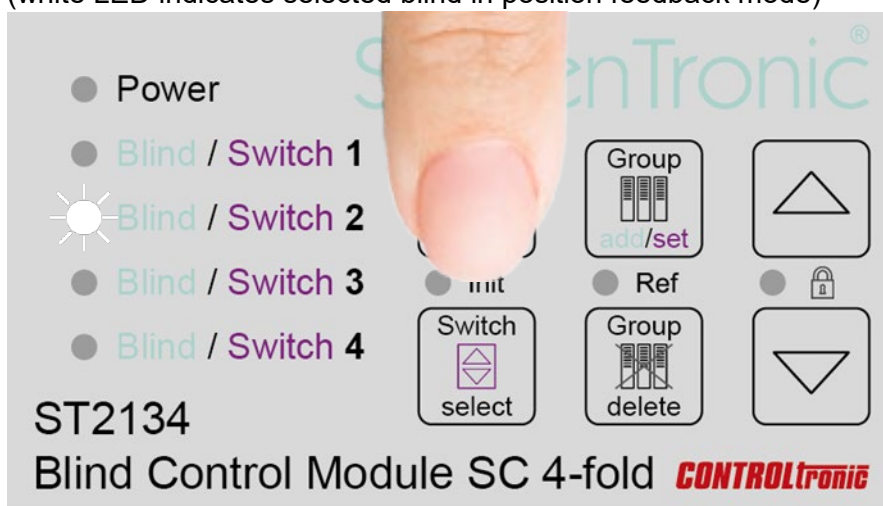 (white LED indicates selected blind in position feedback mode)
Power
Blind / Switch 1
Blind / Switch 2
Blind / Switch 3
Blind / Switch 4
Group
add/set
Init
Ref
Switch
select
Group
delete
ST2134
Blind Control Module SC 4-fold CONTROLtronic